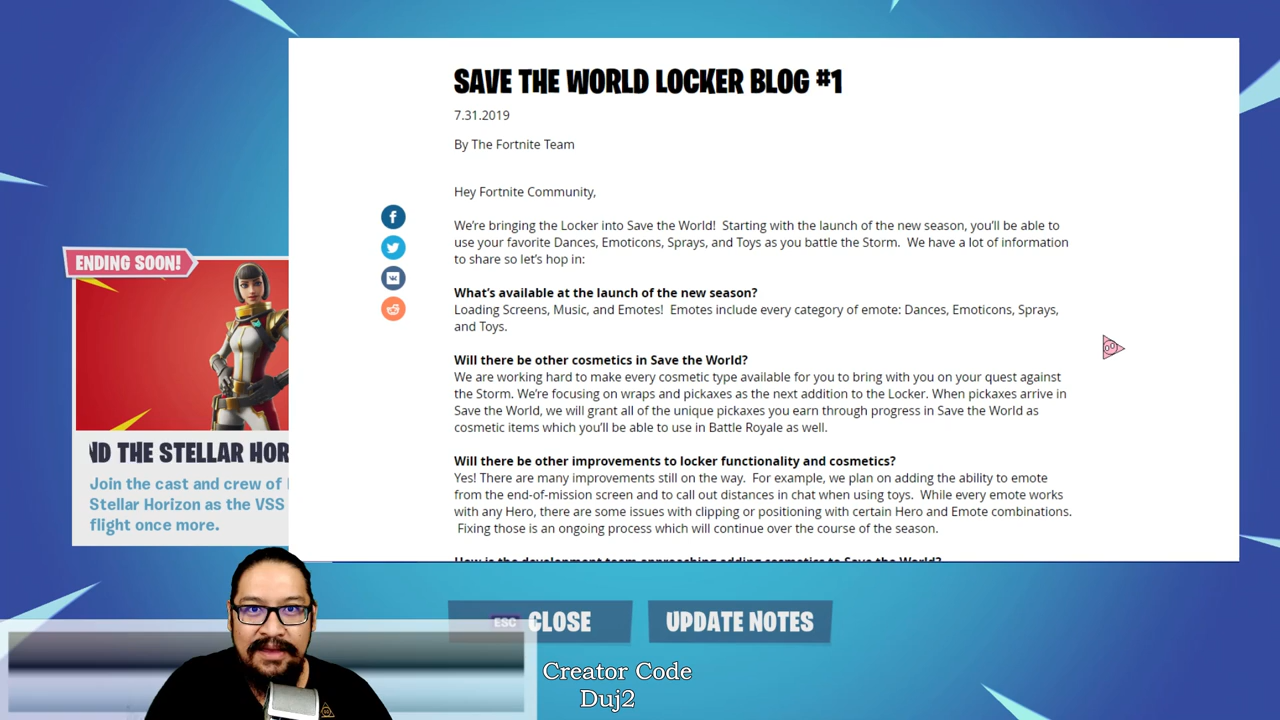 SAVE THE WORLD LOCKER BLOG #1
7.31.2019
By The Fortnite Team
Hey Fortnite Community,
We're bringing the Locker into Save the World!  Starting with the launch of the new season, you'll be able to
use your favorite Dances, Emoticons, Sprays, and Toys as you battle the Storm.  We have a lot of information
to share so let's hop in:
What's available at the launch of the new season?
Loading Screens, Music, and Emotes!  Emotes include every category of emote: Dances, Emoticons, Sprays,
and Toys.
Will there be other cosmetics in Save the World?
We are working hard to make every cosmetic type available for you to bring with you on your quest against
the Storm. We're focusing on wraps and pickaxes as the next addition to the Locker. When pickaxes arrive in
Save the World, we will grant all of the unique pickaxes you earn through progress in Save the World as
cosmetic items which you'll be able to use in Battle Royale as well.
Will there be other improvements to locker functionality and cosmetics?
Yes! There are many improvements still on the way.  For example, we plan on adding the ability to emote
from the end-of-mission screen and to call out distances in chat when using toys.  While every emote works
with any Hero, there are some issues with clipping or positioning with certain Hero and Emote combinations.
Fixing those is an ongoing process which will continue over the course of the season.
How is the development team approaching adding cosmetics to Save the World?
ENDING SOON!
ND THE STELLAR HOR
Join the cast and crew of
Stellar Horizon as the VSS
flight once more.
ESC CLOSE
UPDATE NOTES
Creator Code
Duj2